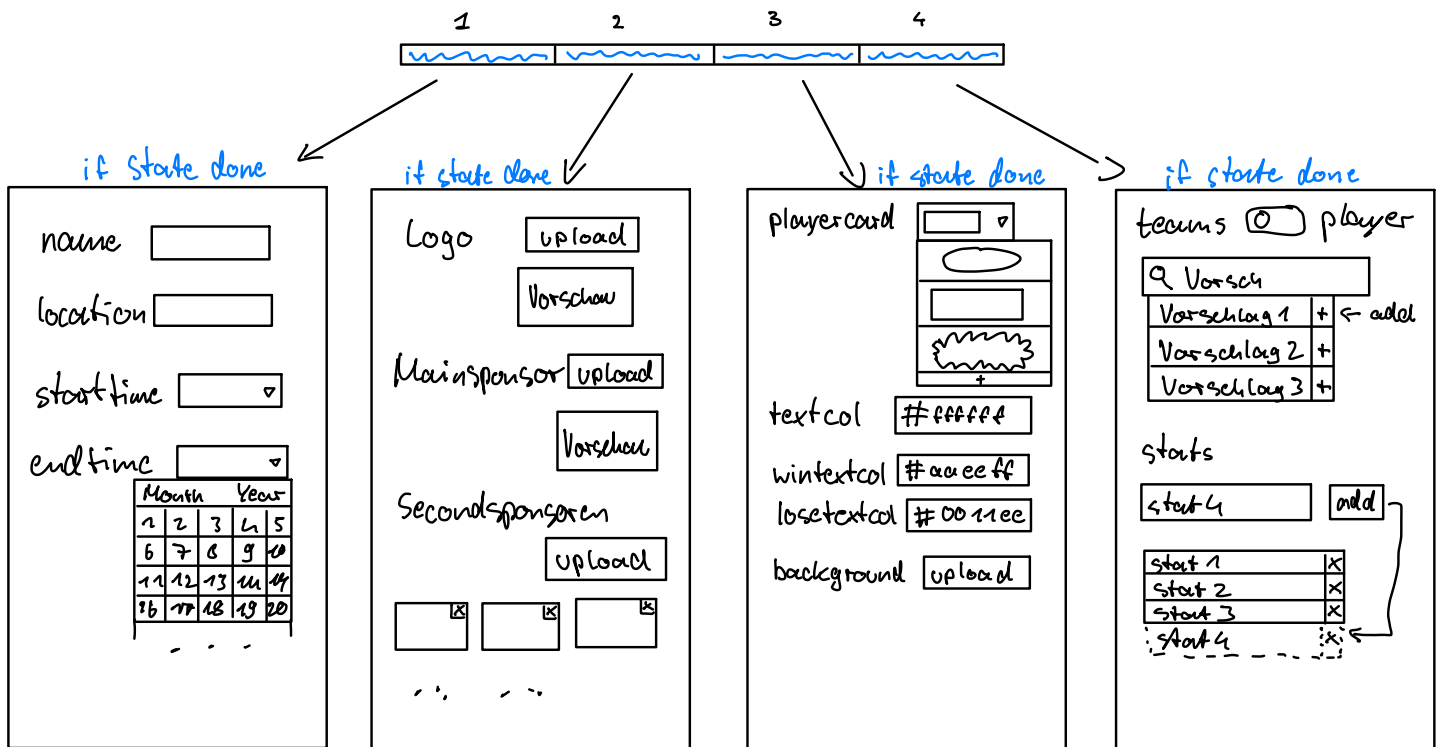 1 2 3 4
if state done
name
location
starttime
endtime
Month Year
1 2 3 4 5
6 7 8 9 10
11 12 13 14 14
16 17 18 19 20
if state done
Logo upload
Vorschau
Mainsponsor upload
Vorschau
Secondsponsoren
upload
x x x
if state done
playercard
+
textcol #ffffff
wintextcol #aaeeff
losetextcol #0011ee
background upload
if state done
teams player
Vorsch
Vorschlag 1 + ← add
Vorschlag 2 +
Vorschlag 3 +
stats
stat 4 add
stat 1 x
stat 2 x
stat 3 x
stat 4 x